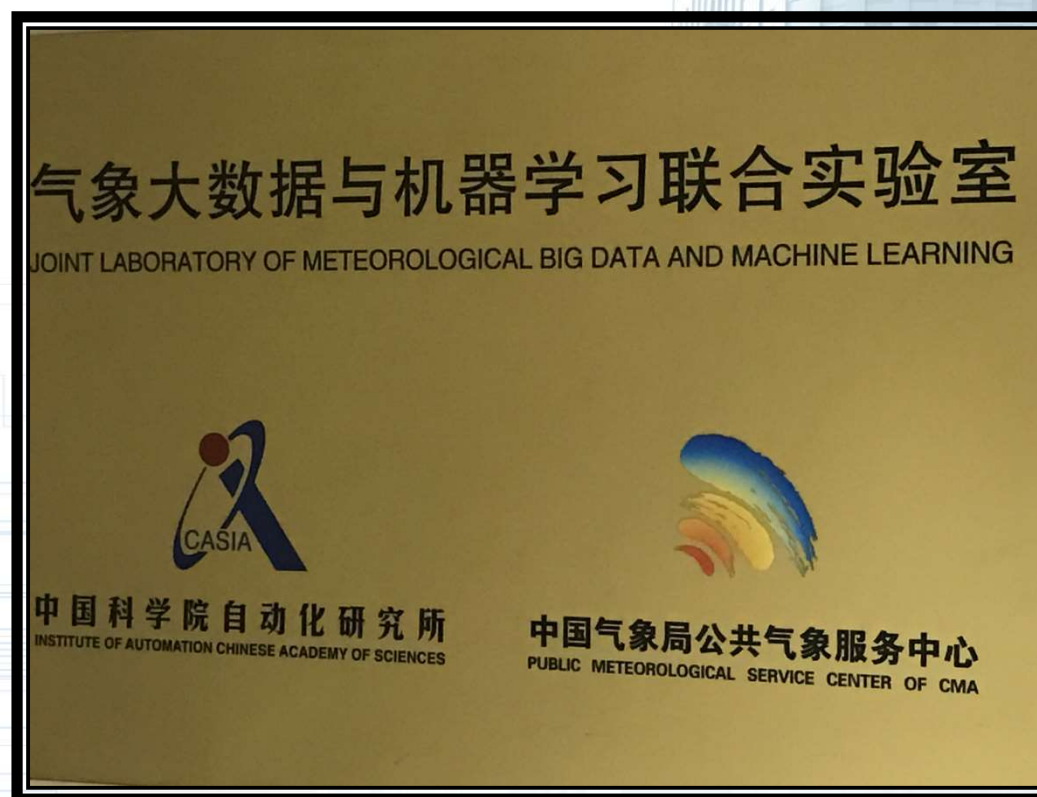 气象大数据与机器学习联合实验室
JOINT LABORATORY OF METEOROLOGICAL BIG DATA AND MACHINE LEARNING
CASIA
中国科学院自动化研究所
INSTITUTE OF AUTOMATION CHINESE ACADEMY OF SCIENCES
中国气象局公共气象服务中心
PUBLIC METEOROLOGICAL SERVICE CENTER OF CMA